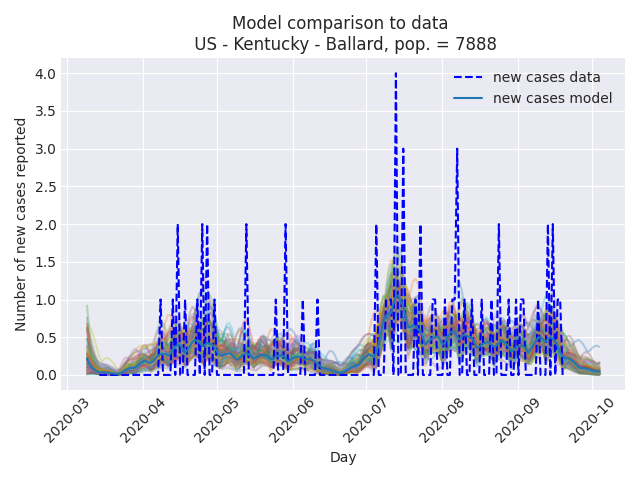 Model comparison to data
US - Kentucky - Ballard, pop. = 7888
new cases data
new cases model
Number of new cases reported
4.0
3.5
3.0
2.5
2.0
1.5
1.0
0.5
0.0
2020-03
2020-04
2020-05
2020-06
2020-07
2020-08
2020-09
2020-10
Day